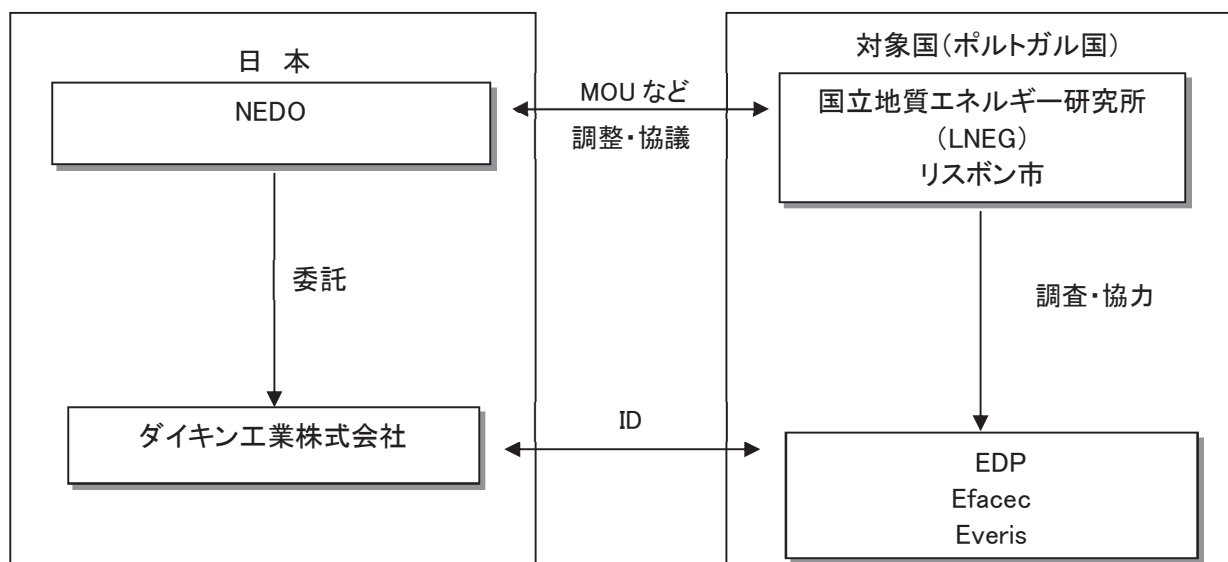 日 本
NEDO
委託
ダイキン工業株式会社
MOU など
調整・協議
ID
対象国(ポルトガル国)
国立地質エネルギー研究所
(LNEG)
リスボン市
調査・協力
EDP
Efacec
Everis